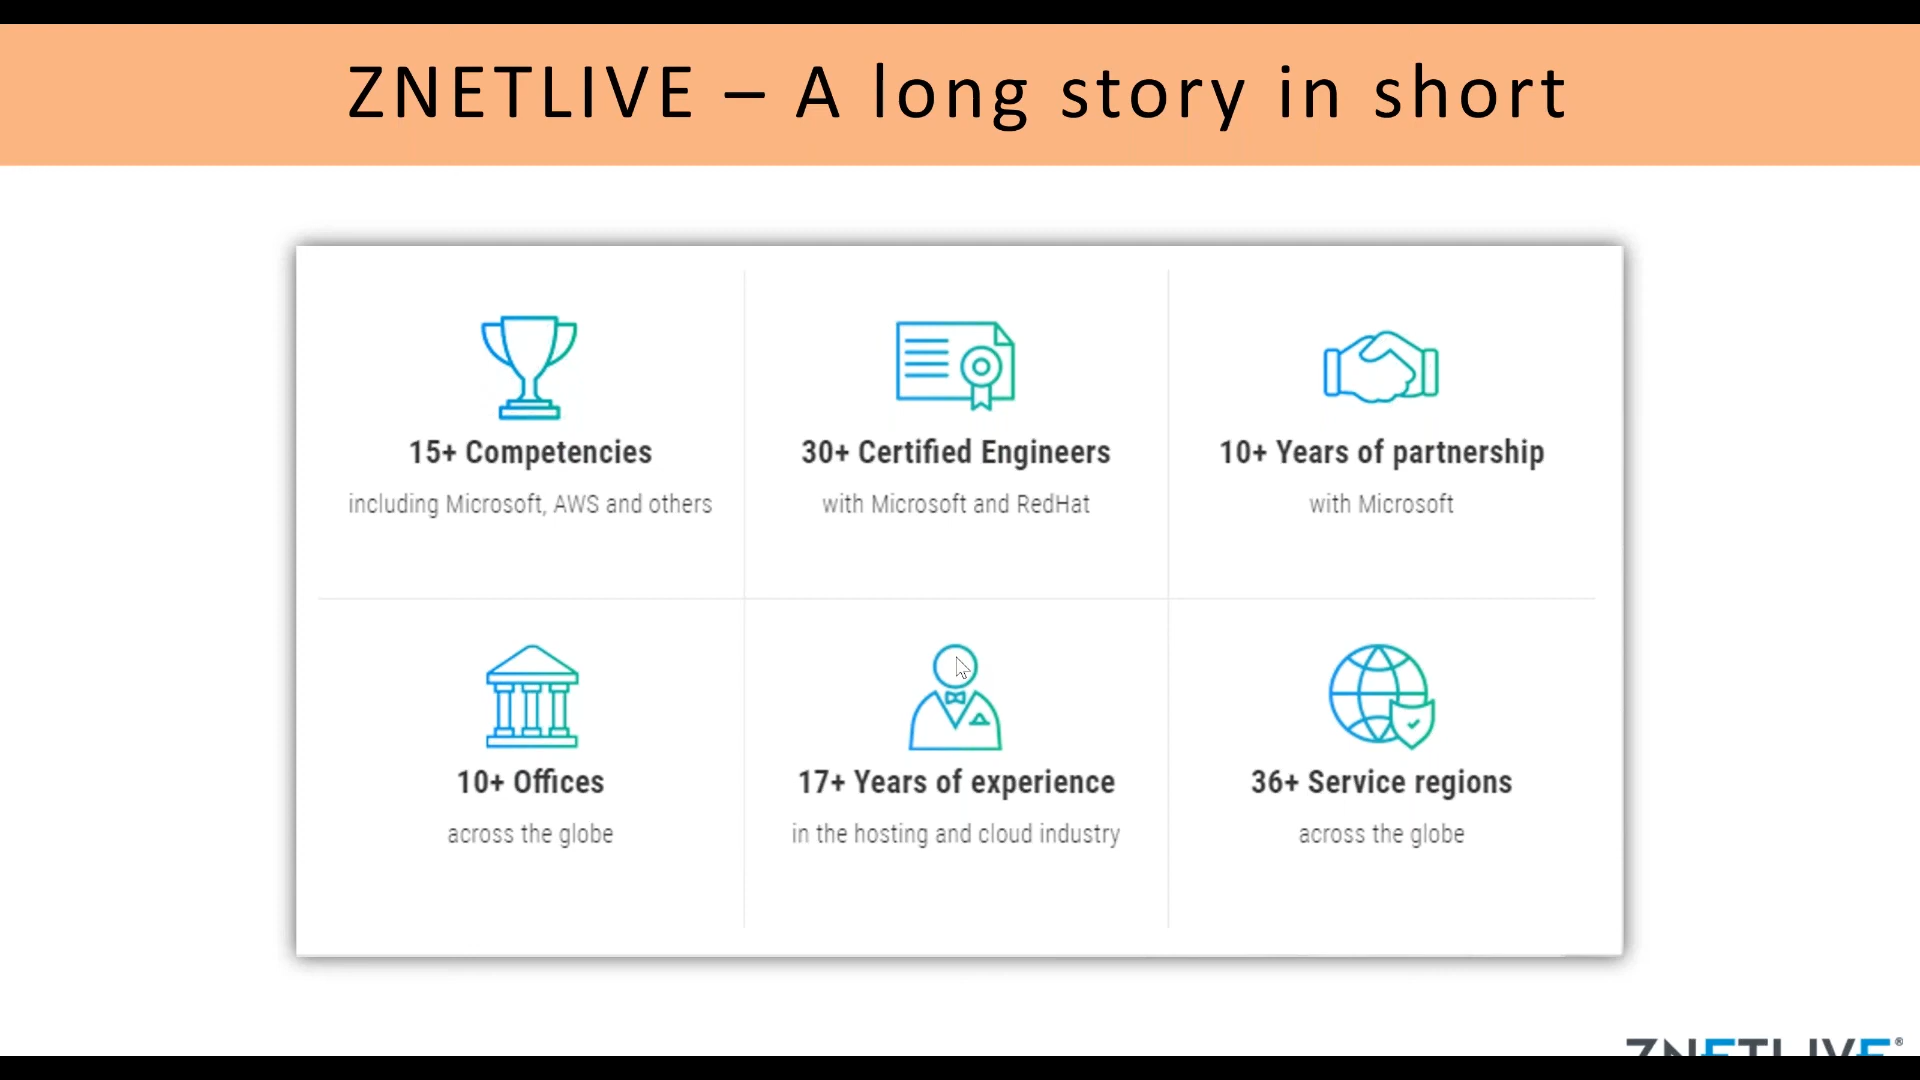 ZNETLIVE – A long story in short
15+ Competencies
including Microsoft, AWS and others
30+ Certified Engineers
with Microsoft and RedHat
10+ Years of partnership
with Microsoft
10+ Offices
across the globe
17+ Years of experience
in the hosting and cloud industry
36+ Service regions
across the globe
ZNETLIVE®